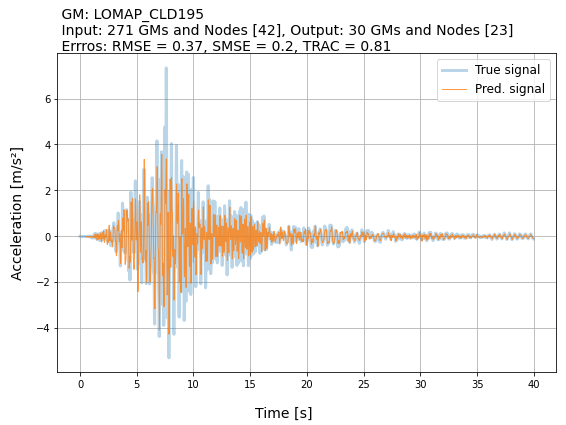 GM: LOMAP_CLD195
Input: 271 GMs and Nodes [42], Output: 30 GMs and Nodes [23]
Errros: RMSE = 0.37, SMSE = 0.2, TRAC = 0.81
True signal
Pred. signal
Acceleration [m/s²]
6
4
2
0
−2
−4
0 5 10 15 20 25 30 35 40
Time [s]